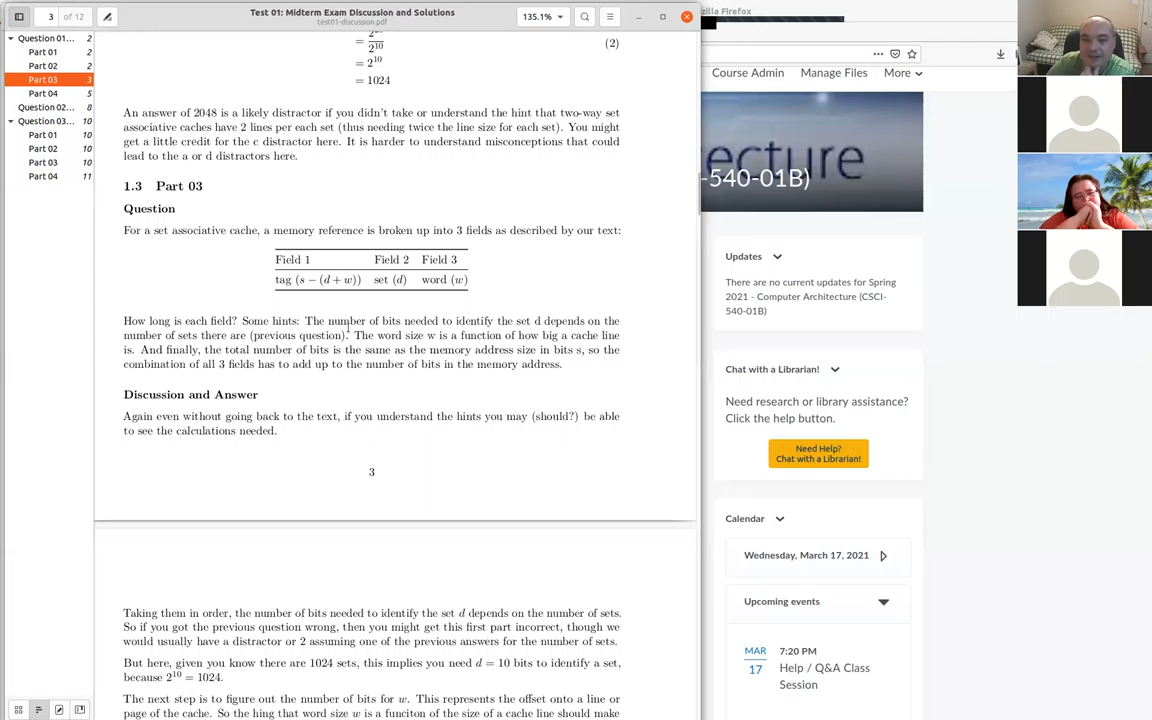 3 of 12
Test 01: Midterm Exam Discussion and Solutions
test01-discussion.pdf
135.1%
Question 01... 2
Part 01 2
Part 02 2
Part 03 3
Part 04 5
Question 02... 8
Question 03... 10
Part 01 10
Part 02 10
Part 03 10
Part 04 11
= 2^10
(2)
= 2^10
= 1024
An answer of 2048 is a likely distractor if you didn't take or understand the hint that two-way set
associative caches have 2 lines per each set (thus needing twice the line size for each set). You might
get a little credit for the c distractor here. It is harder to understand misconceptions that could
lead to the a or d distractors here.
1.3 Part 03
Question
For a set associative cache, a memory reference is broken up into 3 fields as described by our text:
Field 1 Field 2 Field 3
tag (s − (d + w)) set (d) word (w)
How long is each field? Some hints: The number of bits needed to identify the set d depends on the
number of sets there are (previous question). The word size w is a function of how big a cache line
is. And finally, the total number of bits is the same as the memory address size in bits s, so the
combination of all 3 fields has to add up to the number of bits in the memory address.
Discussion and Answer
Again even without going back to the text, if you understand the hints you may (should?) be able
to see the calculations needed.
3
Taking them in order, the number of bits needed to identify the set d depends on the number of sets.
So if you got the previous question wrong, then you might get this first part incorrect, though we
would usually have a distractor or 2 assuming one of the previous answers for the number of sets.
But here, given you know there are 1024 sets, this implies you need d = 10 bits to identify a set,
because 2^10 = 1024.
The next step is to figure out the number of bits for w. This represents the offset onto a line or
page of the cache. So the hing that word size w is a funciton of the size of a cache line should make
zilla Firefox
Course Admin Manage Files More
ecture
-540-01B)
Updates
There are no current updates for Spring
2021 - Computer Architecture (CSCI-
540-01B)
Chat with a Librarian!
Need research or library assistance?
Click the help button.
Need Help?
Chat with a Librarian!
Calendar
Wednesday, March 17, 2021
Upcoming events
MAR
17
7:20 PM
Help / Q&A Class
Session